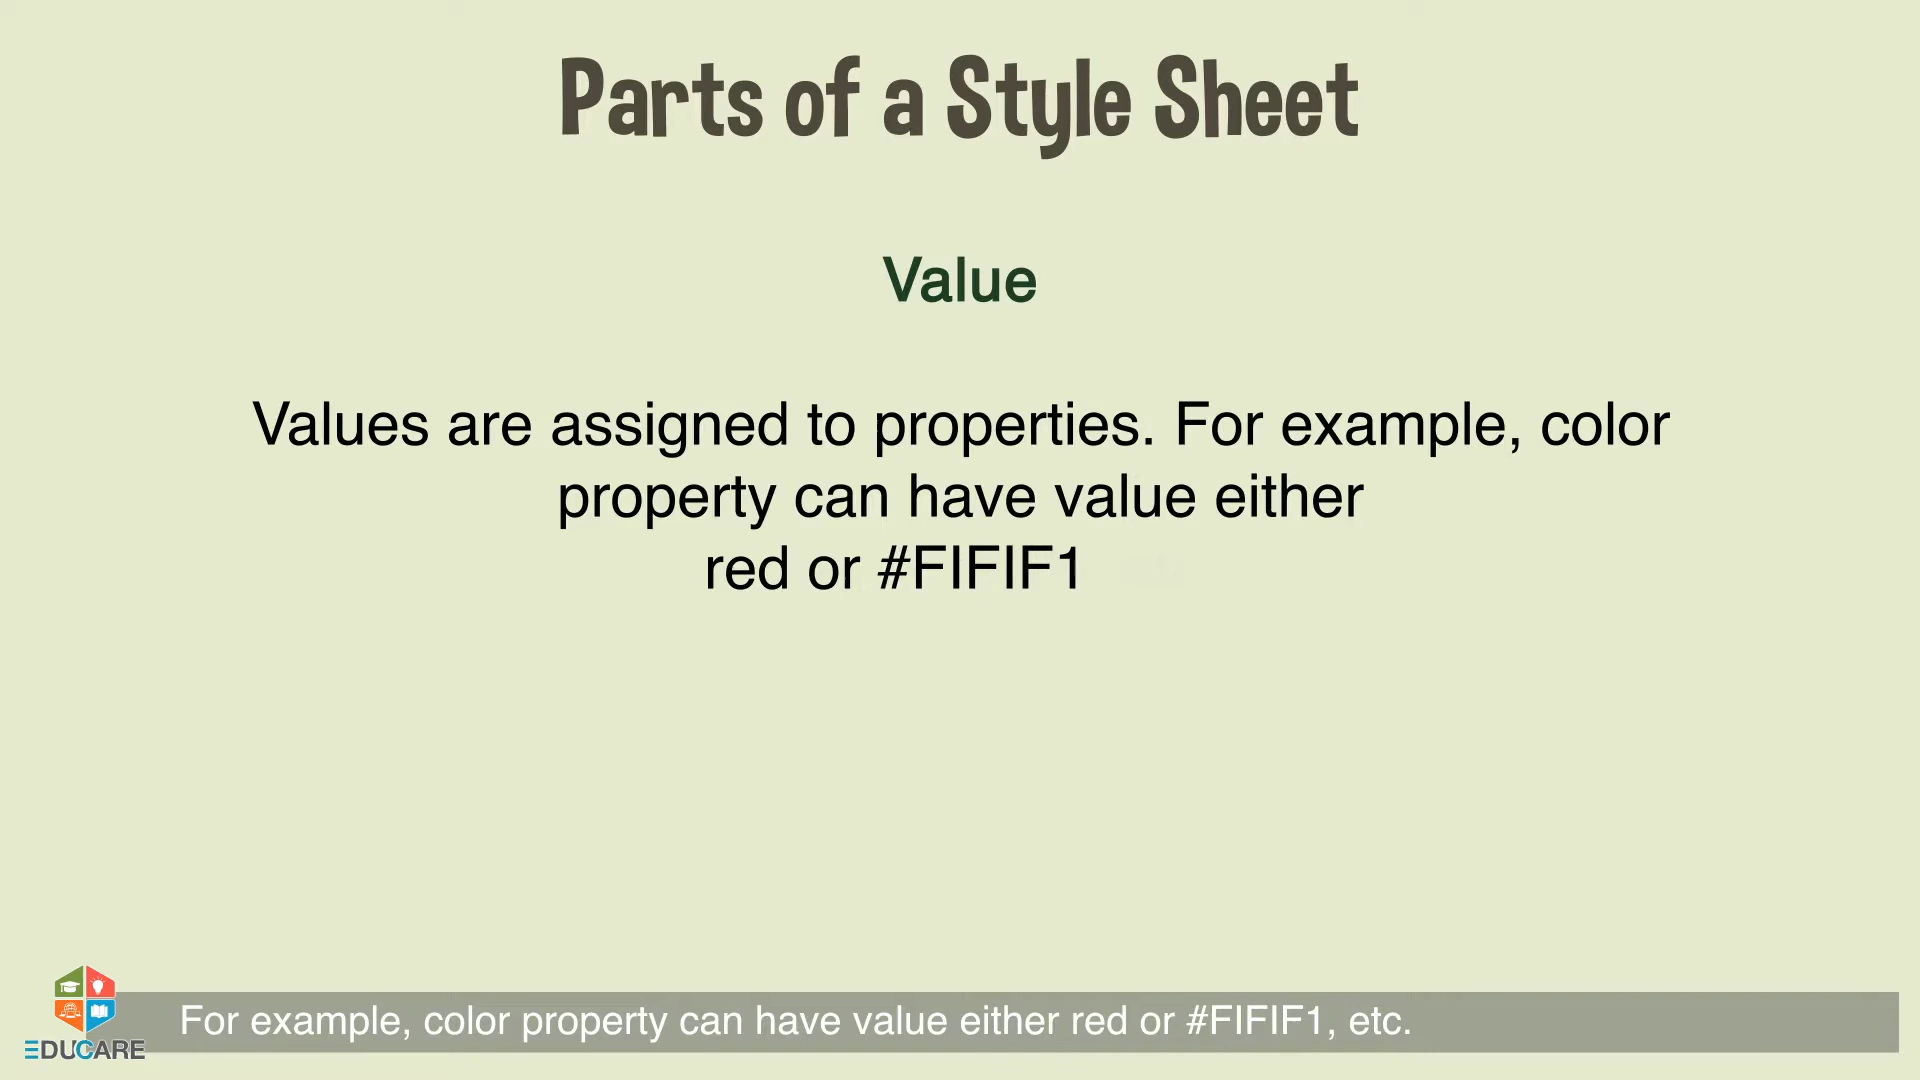 Parts of a Style Sheet
Value
Values are assigned to properties. For example, color
property can have value either
red or #FIFIF1
For example, color property can have value either red or #FIFIF1, etc.
EDUCARE